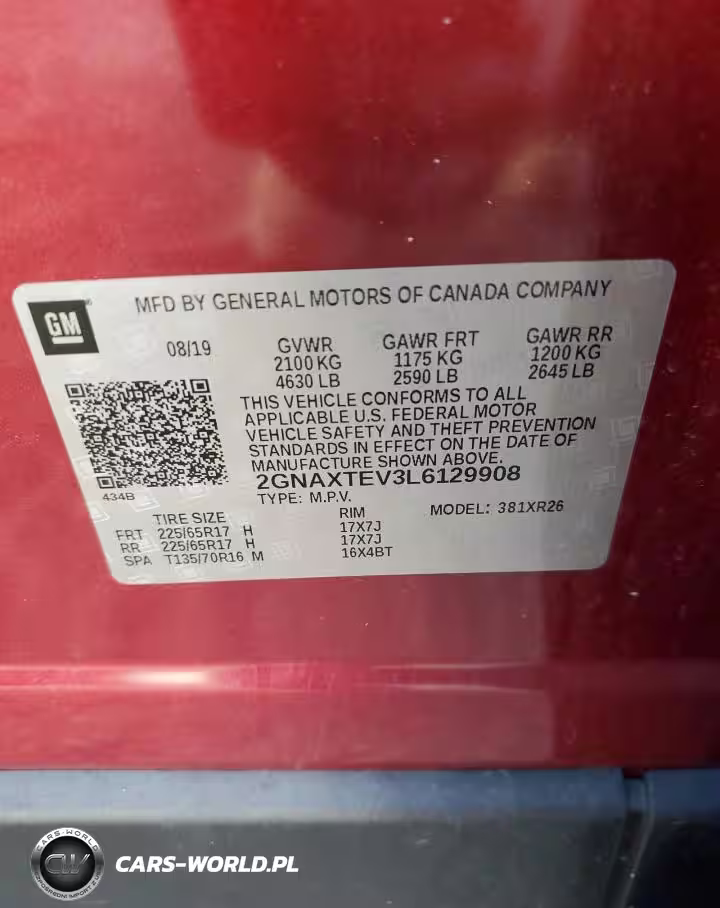 GM
MFD BY GENERAL MOTORS OF CANADA COMPANY
08/19
GVWR
2100 KG
4630 LB
GAWR FRT
1175 KG
2590 LB
GAWR RR
1200 KG
2645 LB
THIS VEHICLE CONFORMS TO ALL
APPLICABLE U.S. FEDERAL MOTOR
VEHICLE SAFETY AND THEFT PREVENTION
STANDARDS IN EFFECT ON THE DATE OF
MANUFACTURE SHOWN ABOVE.
434B
2GNAXTEV3L6129908
TYPE: M.P.V.
MODEL: 381XR26
TIRE SIZE RIM
FRT 225/65R17 H 17X7J
RR 225/65R17 H 17X7J
SPA T135/70R16 M 16X4BT
CARS-WORLD
CW
CARS-WORLD.PL